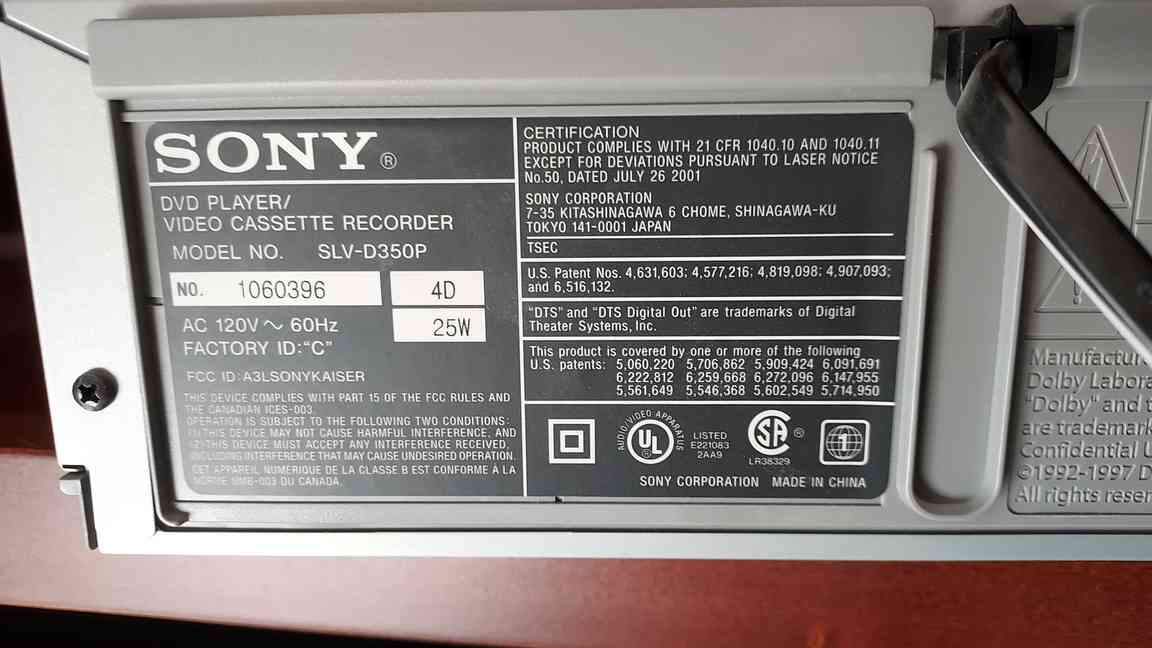 SONY®
DVD PLAYER/
VIDEO CASSETTE RECORDER
MODEL NO. SLV-D350P
NO. 1060396 4D
AC 120V ~ 60Hz 25W
FACTORY ID:"C"
FCC ID: A3LSONYKAISER
THIS DEVICE COMPLIES WITH PART 15 OF THE FCC RULES AND
THE CANADIAN ICES-003.
OPERATION IS SUBJECT TO THE FOLLOWING TWO CONDITIONS:
(1) THIS DEVICE MAY NOT CAUSE HARMFUL INTERFERENCE, AND
(2) THIS DEVICE MUST ACCEPT ANY INTERFERENCE RECEIVED,
INCLUDING INTERFERENCE THAT MAY CAUSE UNDESIRED OPERATION.
CET APPAREIL NUMERIQUE DE LA CLASSE B EST CONFORME À LA
NORME NMB-003 DU CANADA.
CERTIFICATION
PRODUCT COMPLIES WITH 21 CFR 1040.10 AND 1040.11
EXCEPT FOR DEVIATIONS PURSUANT TO LASER NOTICE
No.50, DATED JULY 26 2001
SONY CORPORATION
7-35 KITASHINAGAWA 6 CHOME, SHINAGAWA-KU
TOKYO 141-0001 JAPAN
TSEC
U.S. Patent Nos. 4,631,603; 4,577,216; 4,819,098; 4,907,093;
and 6,516,132.
"DTS" and "DTS Digital Out" are trademarks of Digital
Theater Systems, Inc.
This product is covered by one or more of the following
U.S. patents: 5,060,220 5,706,862 5,909,424 6,091,691
6,222,812 6,259,668 6,272,096 6,147,955
5,561,649 5,546,368 5,602,549 5,714,950
AUDIO/VIDEO APPARATUS
UL ®
LISTED
E221083
2AA9
SA ®
LR38329
1
SONY CORPORATION MADE IN CHINA
Manufactur
Dolby Labora
"Dolby" and t
are trademark
Confidential U
©1992-1997 D
All rights reser